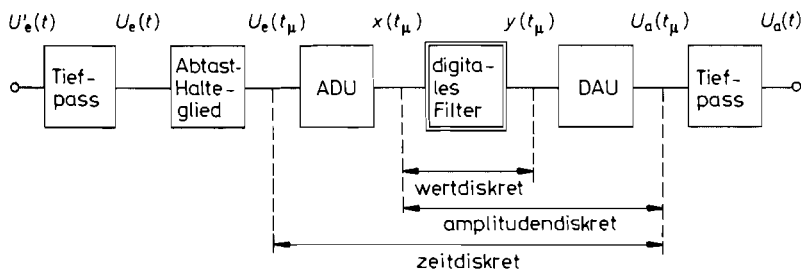 U'e(t) Ue(t) Ue(tμ) x(tμ) y(tμ) Ua(tμ) Ua(t)
Tief-
pass
Abtast-
Halte-
glied
ADU
digita-
les
Filter
DAU
Tief-
pass
wertdiskret
amplitudendiskret
zeitdiskret